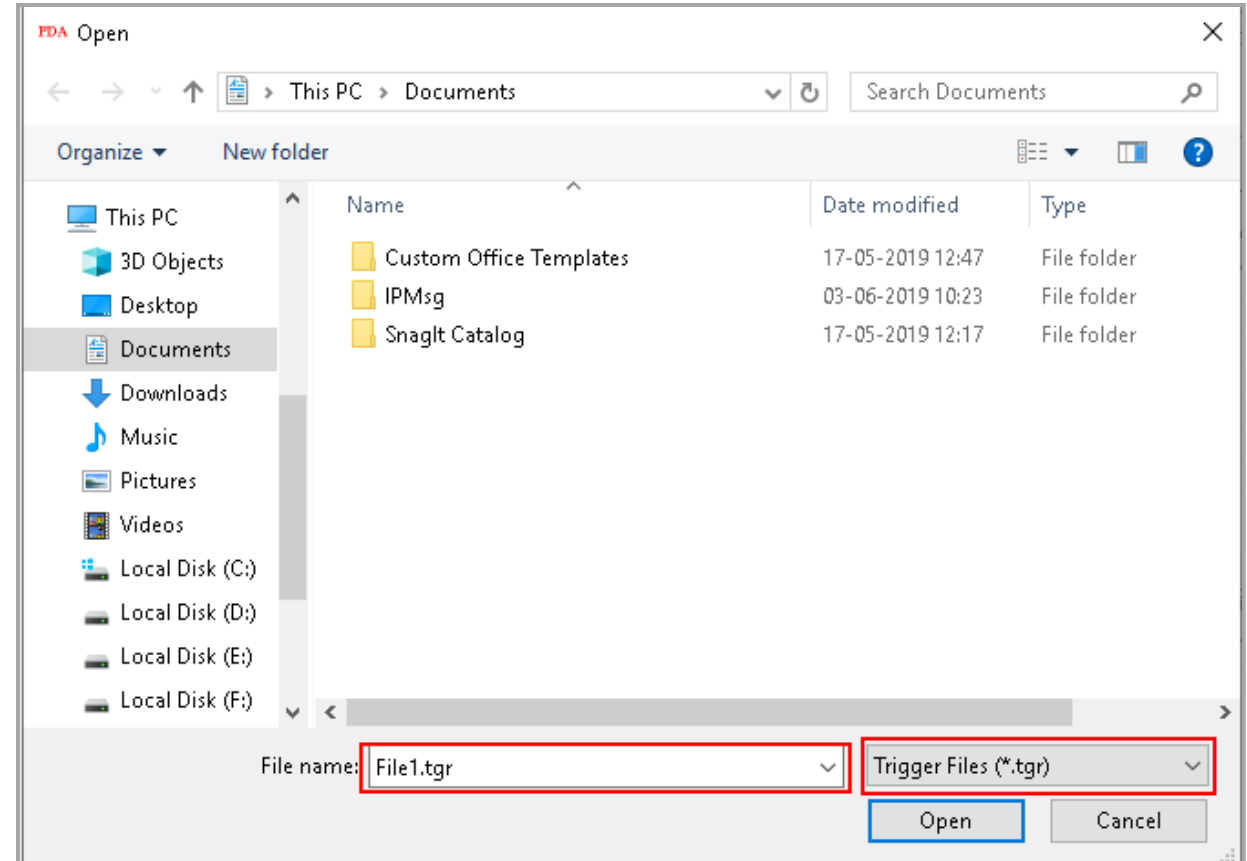 PDA Open
This PC > Documents
Search Documents
Organize
New folder
?
Name
Date modified
Type
This PC
3D Objects
Desktop
Documents
Downloads
Music
Pictures
Videos
Local Disk (C:)
Local Disk (D:)
Local Disk (E:)
Local Disk (F:)
Custom Office Templates 17-05-2019 12:47 File folder
IPMsg 03-06-2019 10:23 File folder
SnagIt Catalog 17-05-2019 12:17 File folder
File name: File1.tgr
Trigger Files (*.tgr)
Open
Cancel